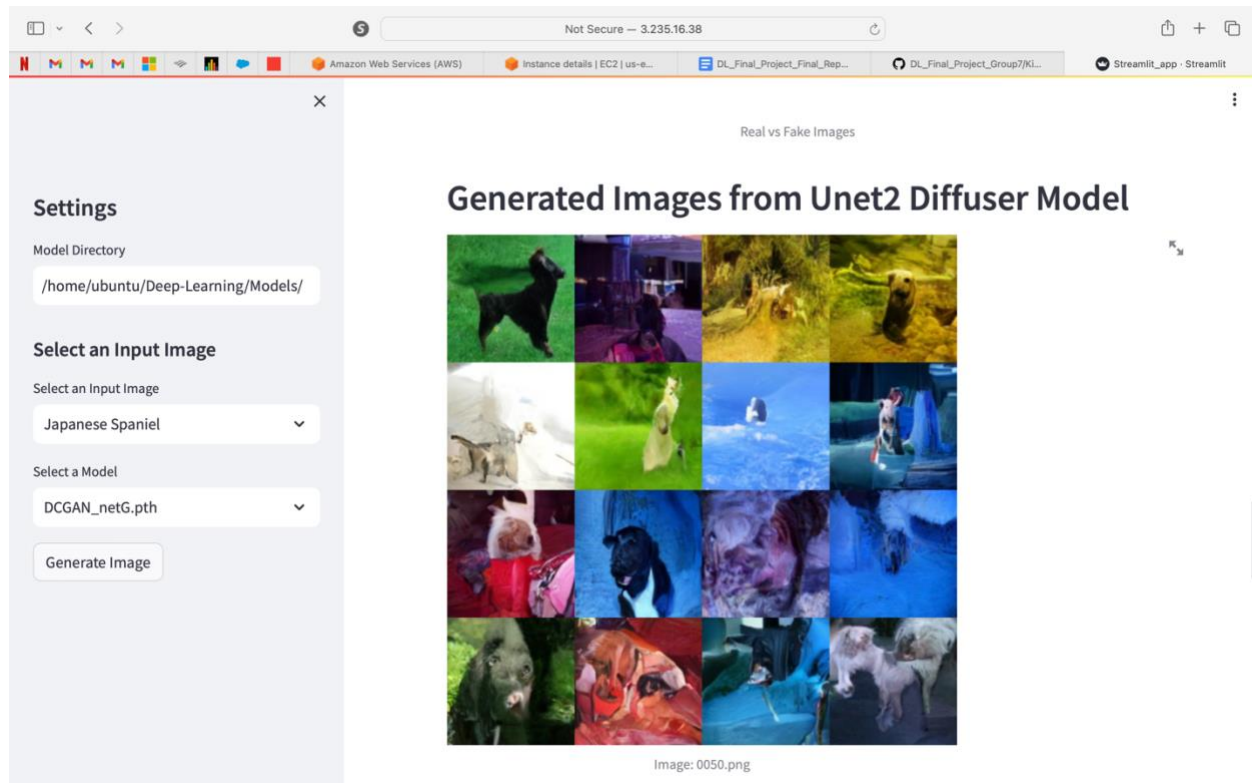 Not Secure — 3.235.16.38
Amazon Web Services (AWS)
Instance details | EC2 | us-e...
DL_Final_Project_Final_Rep...
DL_Final_Project_Group7/Ki...
Streamlit_app · Streamlit
Real vs Fake Images
Generated Images from Unet2 Diffuser Model
Settings
Model Directory
/home/ubuntu/Deep-Learning/Models/
Select an Input Image
Select an Input Image
Japanese Spaniel
Select a Model
DCGAN_netG.pth
Generate Image
Image: 0050.png